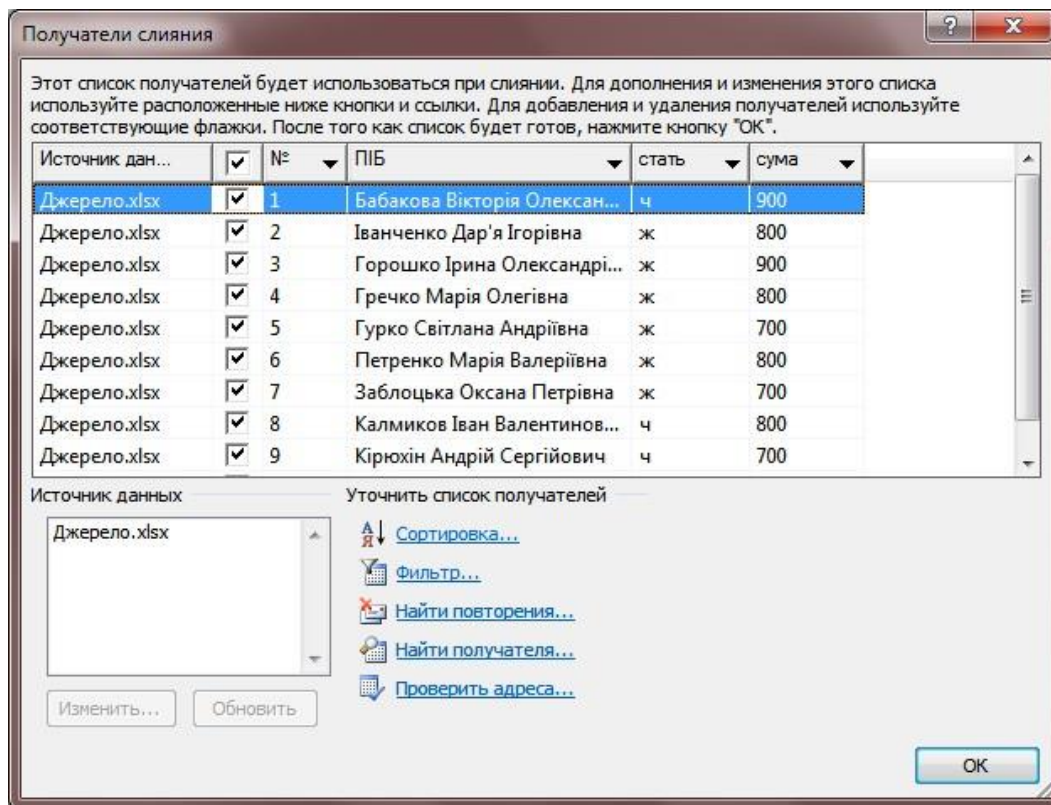 Получатели слияния
Этот список получателей будет использоваться при слиянии. Для дополнения и изменения этого списка
используйте расположенные ниже кнопки и ссылки. Для добавления и удаления получателей используйте
соответствующие флажки. После того как список будет готов, нажмите кнопку "ОК".
Источник дан... № ПІБ стать сума
Джерело.xlsx 1 Бабакова Вікторія Олексан... ч 900
Джерело.xlsx 2 Іванченко Дар'я Ігорівна ж 800
Джерело.xlsx 3 Горошко Ірина Олександрі... ж 900
Джерело.xlsx 4 Гречко Марія Олегівна ж 800
Джерело.xlsx 5 Гурко Світлана Андріївна ж 700
Джерело.xlsx 6 Петренко Марія Валеріївна ж 800
Джерело.xlsx 7 Заблоцька Оксана Петрівна ж 700
Джерело.xlsx 8 Калмиков Іван Валентинов... ч 800
Джерело.xlsx 9 Кірюхін Андрій Сергійович ч 700
Источник данных Уточнить список получателей
Джерело.xlsx
Сортировка...
Фильтр...
Найти повторения...
Найти получателя...
Проверить адреса...
Изменить... Обновить
ОК